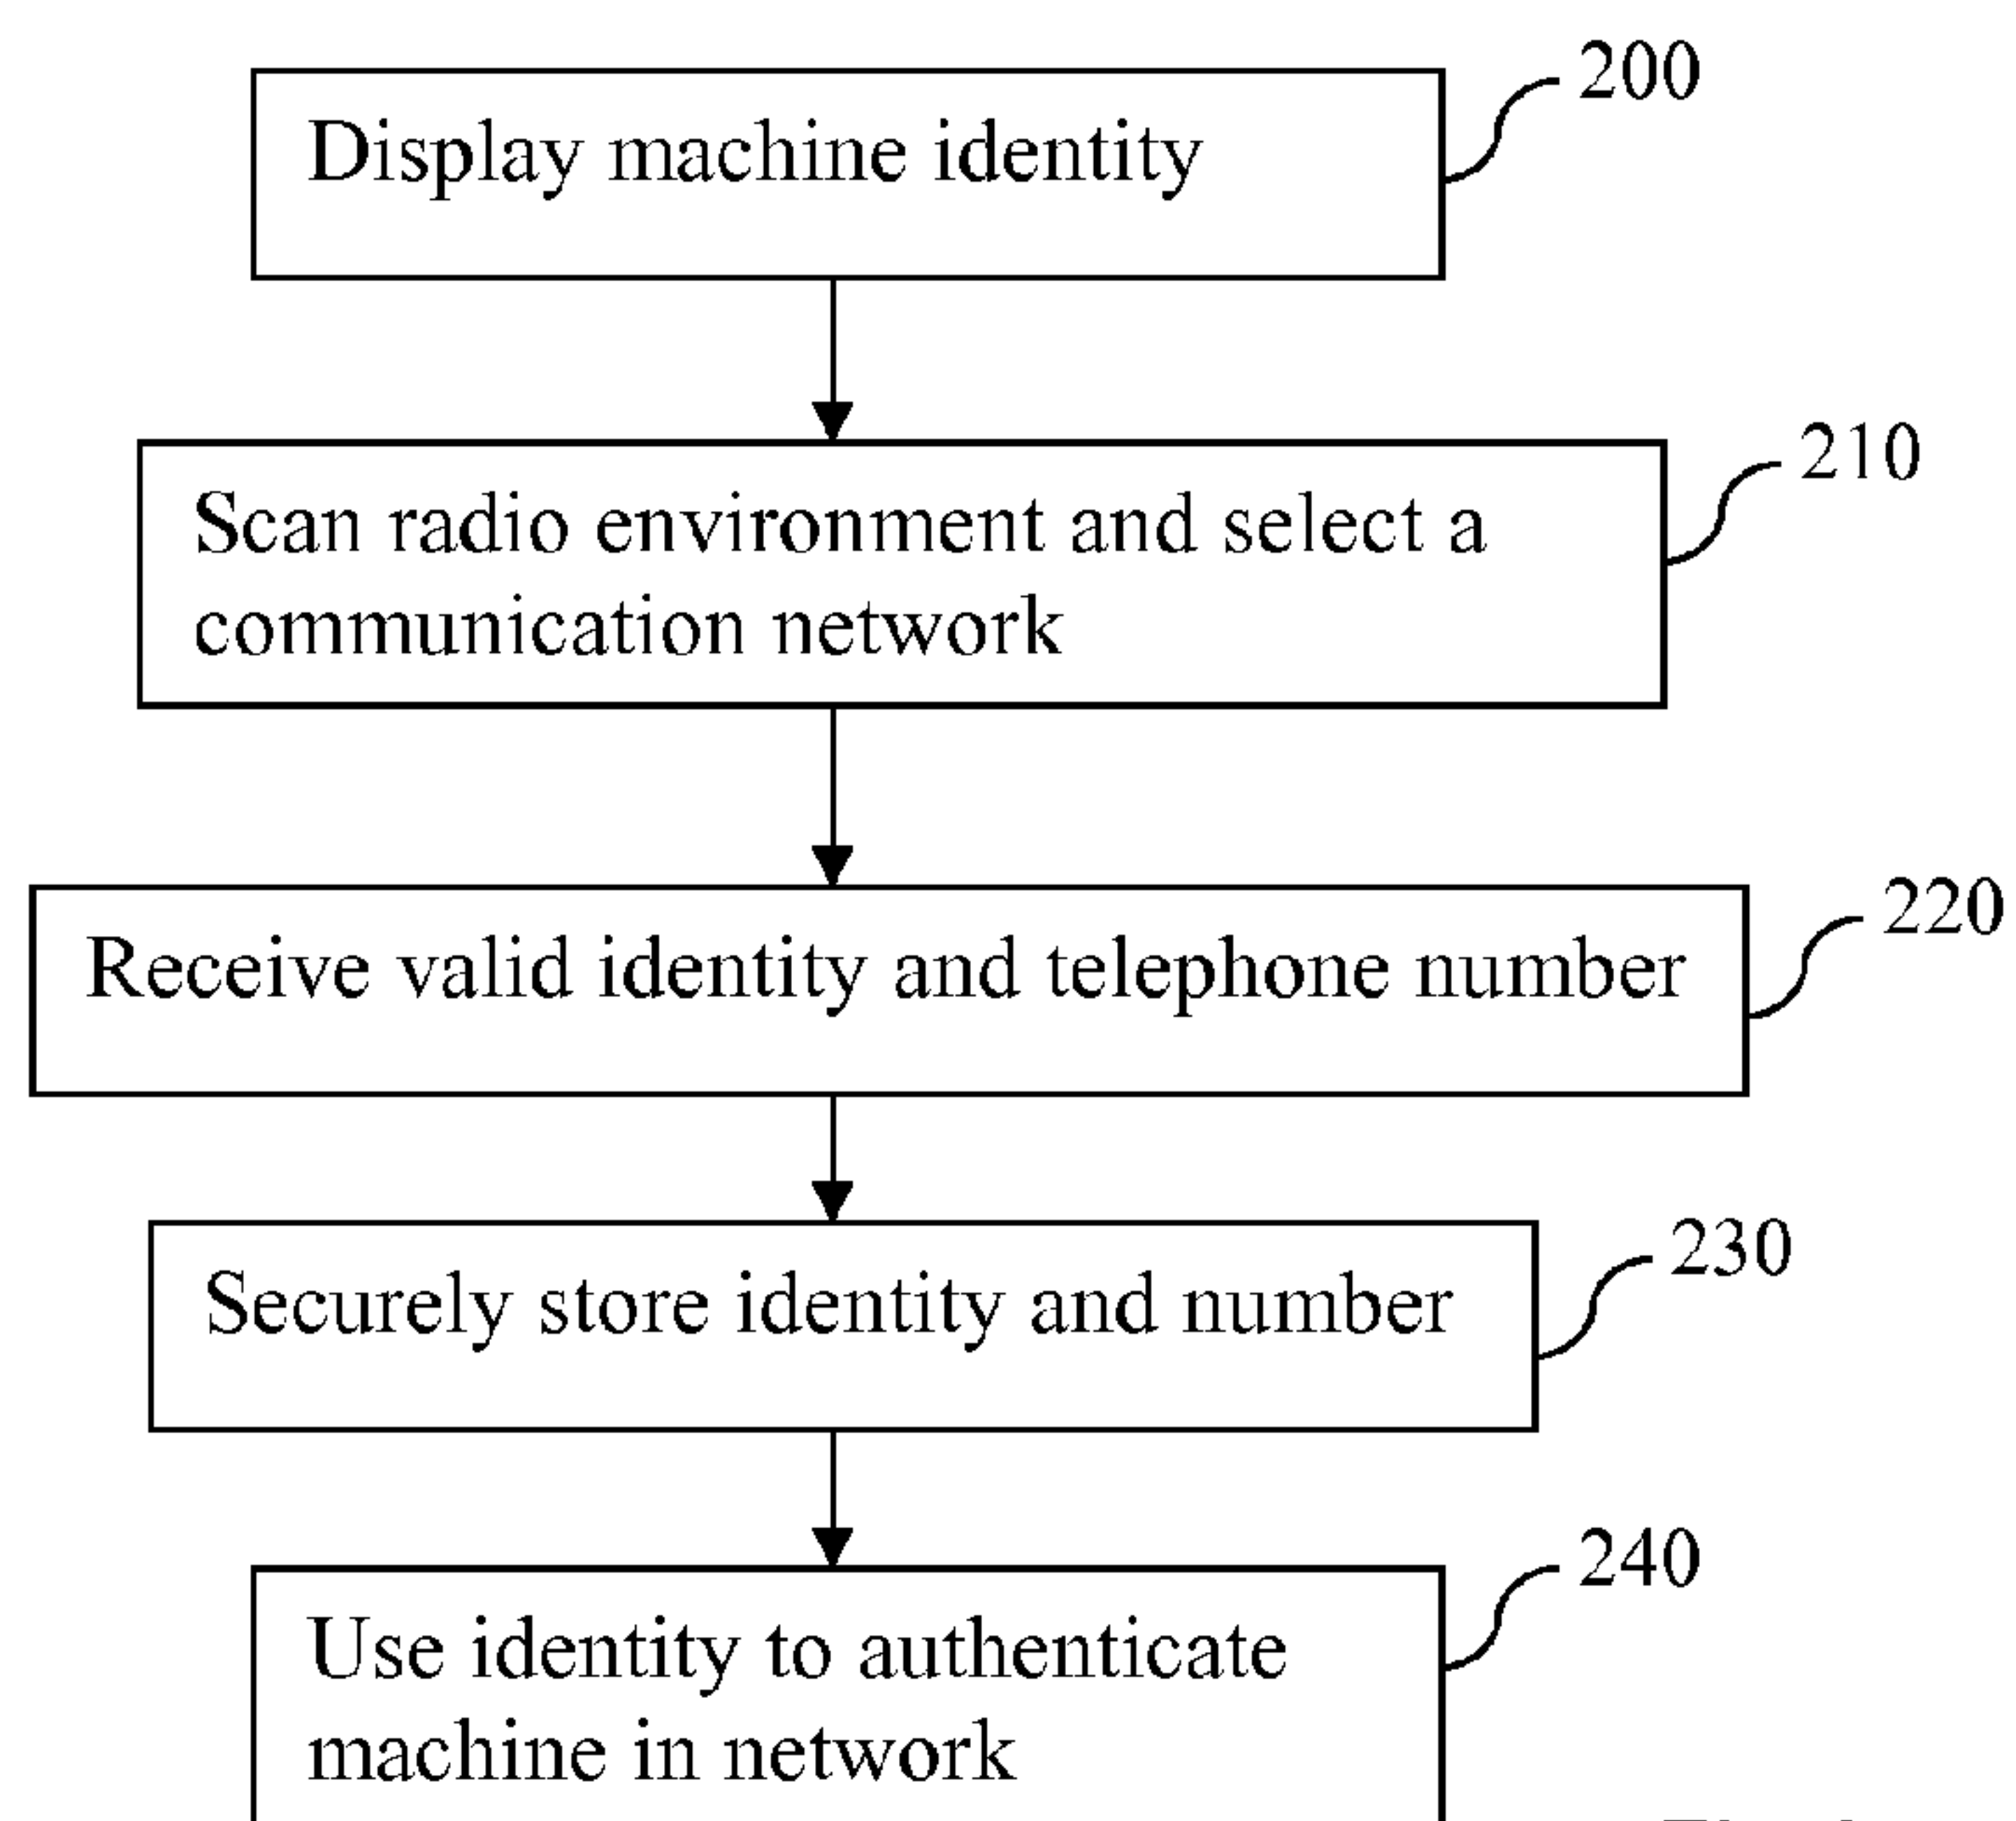 200
Display machine identity
210
Scan radio environment and select a
communication network
220
Receive valid identity and telephone number
230
Securely store identity and number
240
Use identity to authenticate
machine in network